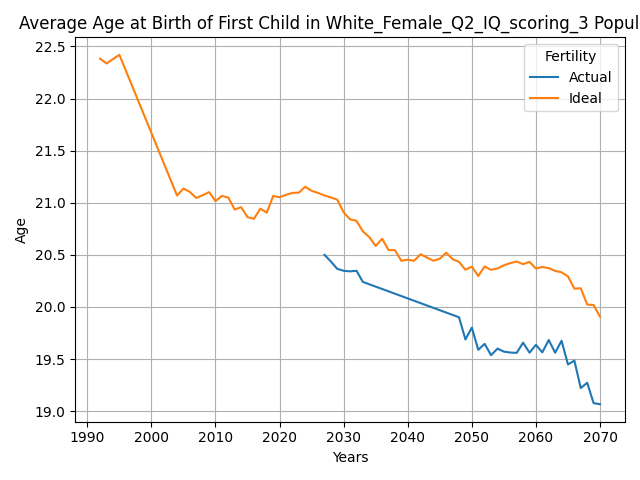 Average Age at Birth of First Child in White_Female_Q2_IQ_scoring_3 Popul
22.5
22.0
21.5
21.0
20.5
20.0
19.5
19.0
Age
Fertility
Actual
Ideal
1990 2000 2010 2020 2030 2040 2050 2060 2070
Years